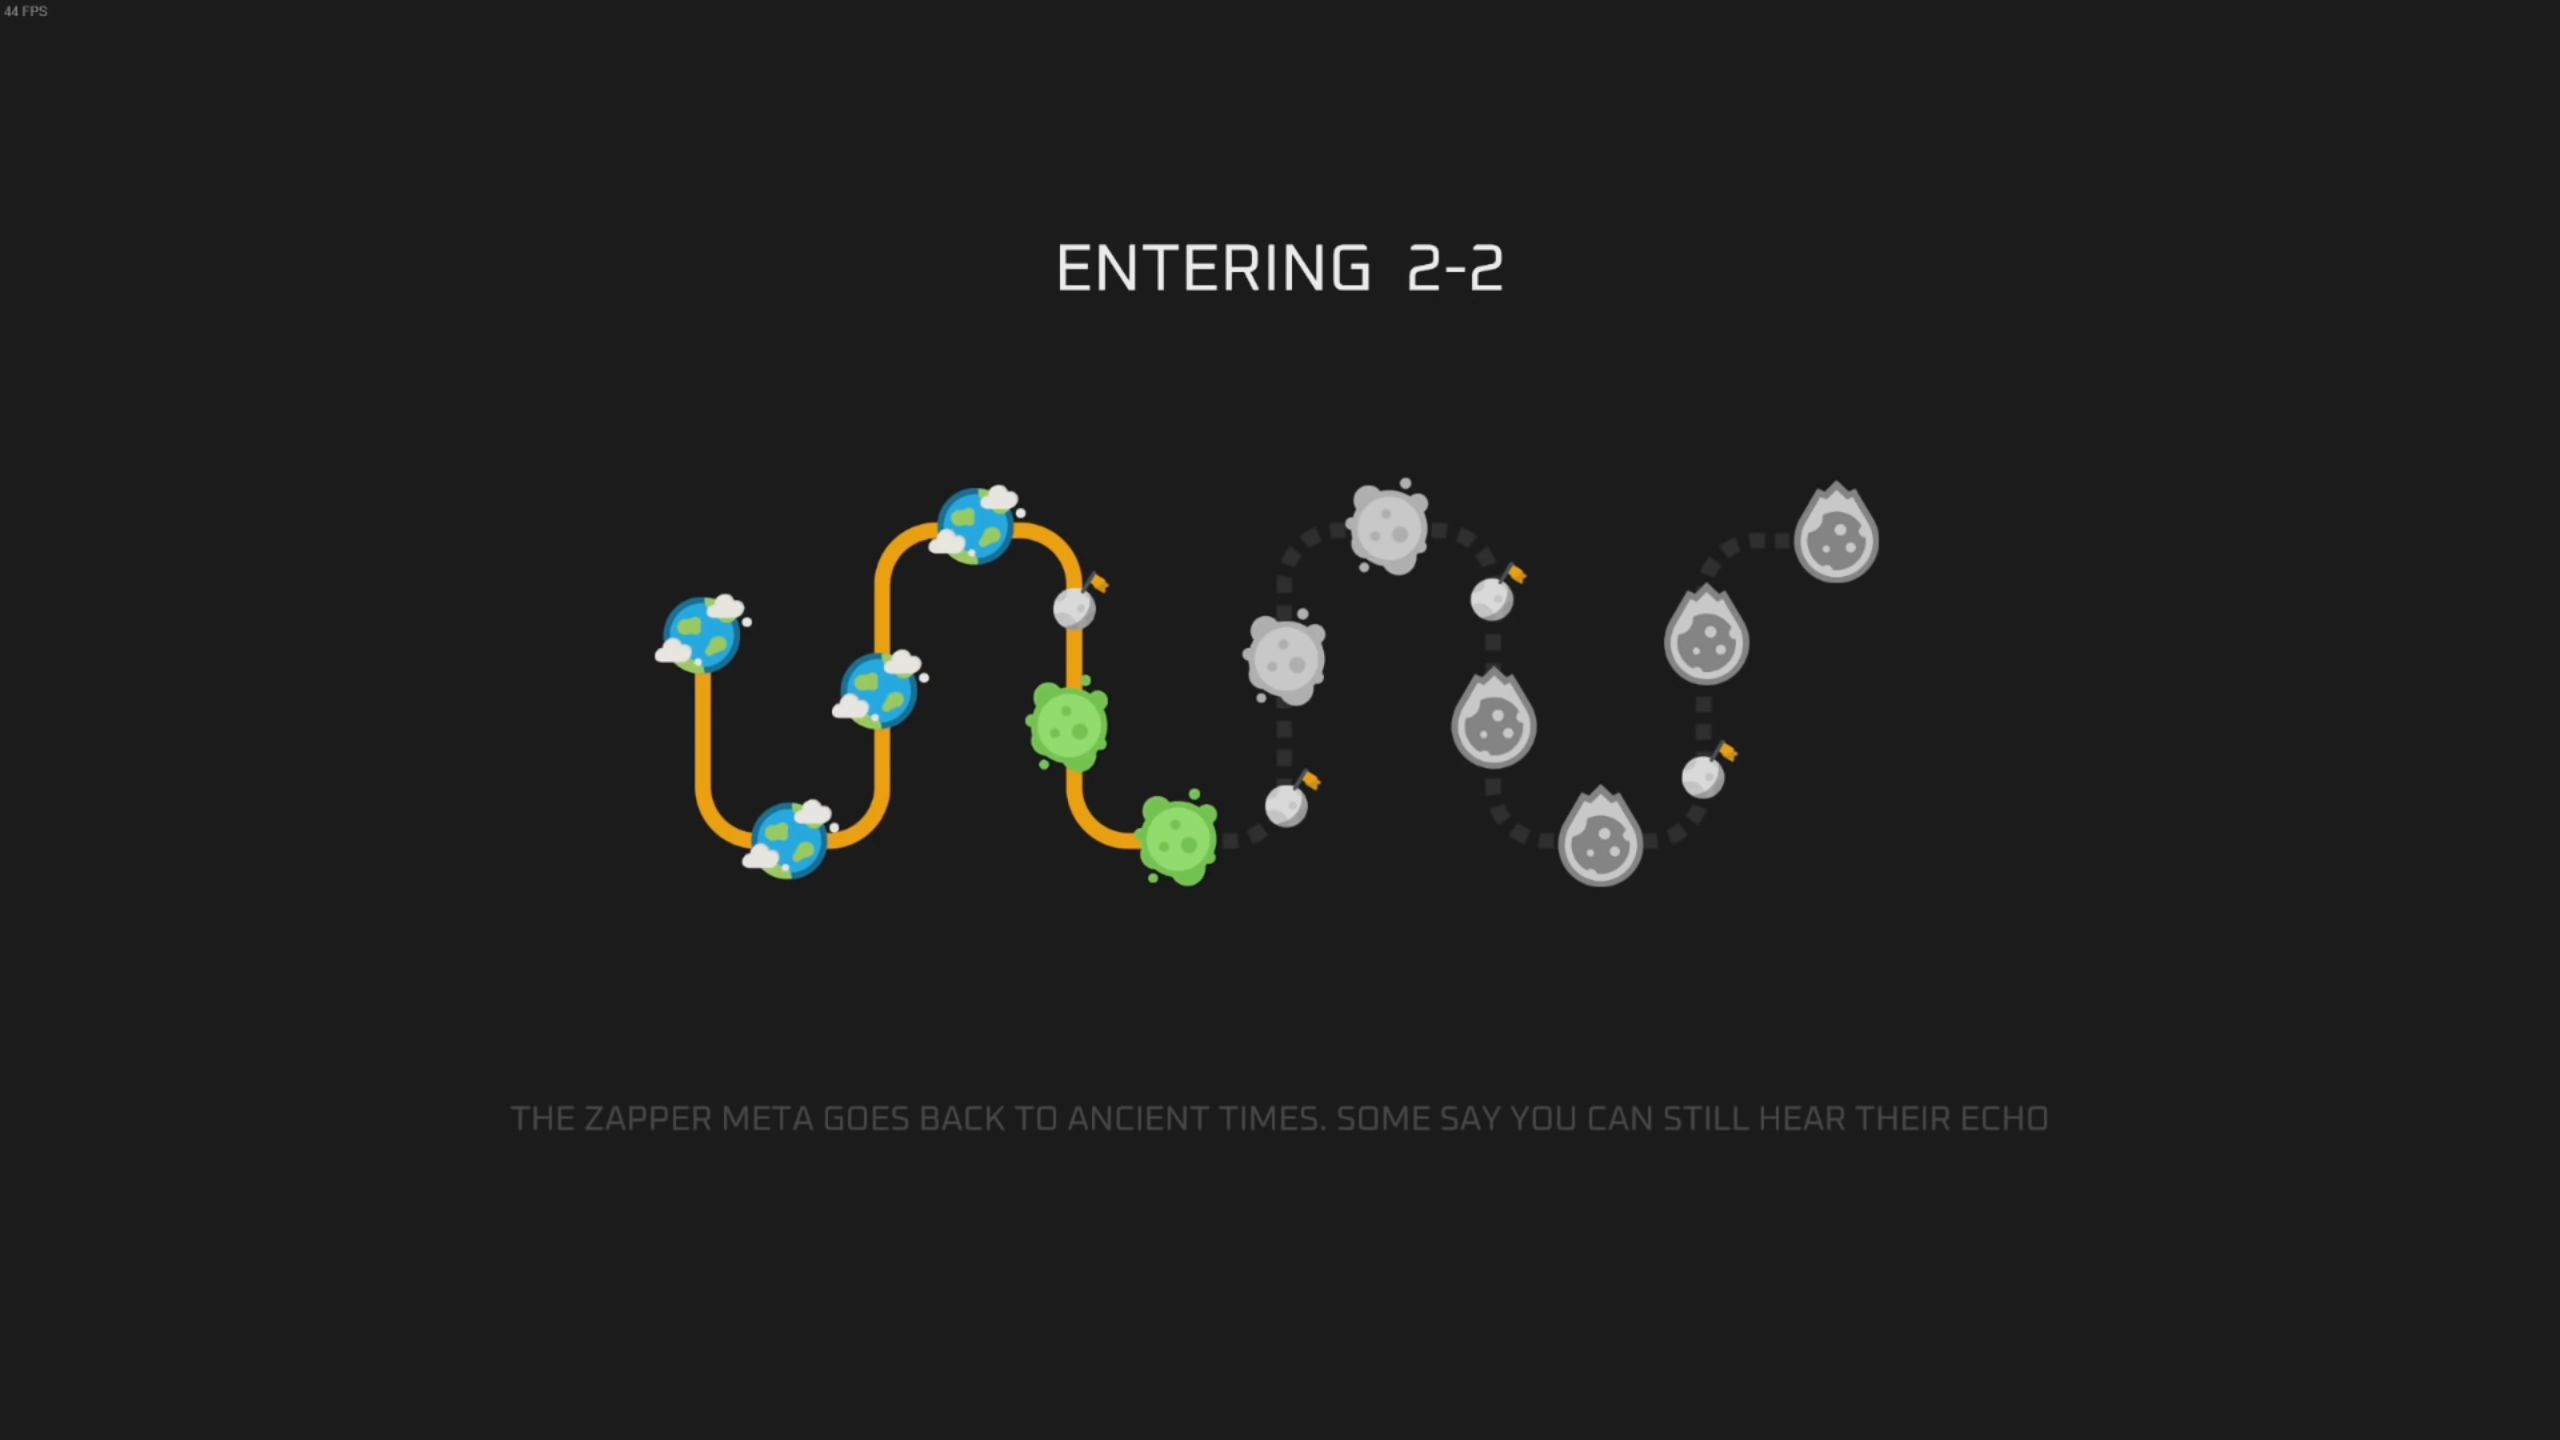 44 FPS
ENTERING 2-2
THE ZAPPER META GOES BACK TO ANCIENT TIMES. SOME SAY YOU CAN STILL HEAR THEIR ECHO